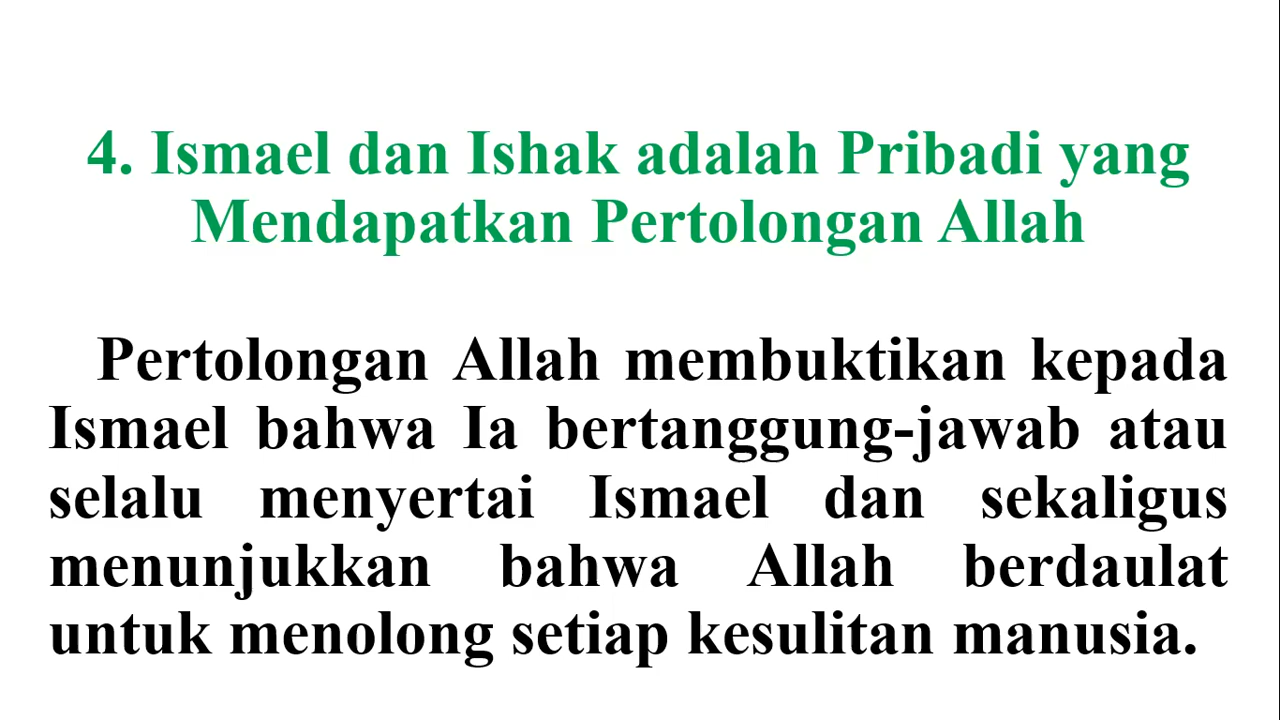 4. Ismael dan Ishak adalah Pribadi yang
Mendapatkan Pertolongan Allah
Pertolongan Allah membuktikan kepada
Ismael bahwa Ia bertanggung-jawab atau
selalu menyertai Ismael dan sekaligus
menunjukkan bahwa Allah berdaulat
untuk menolong setiap kesulitan manusia.